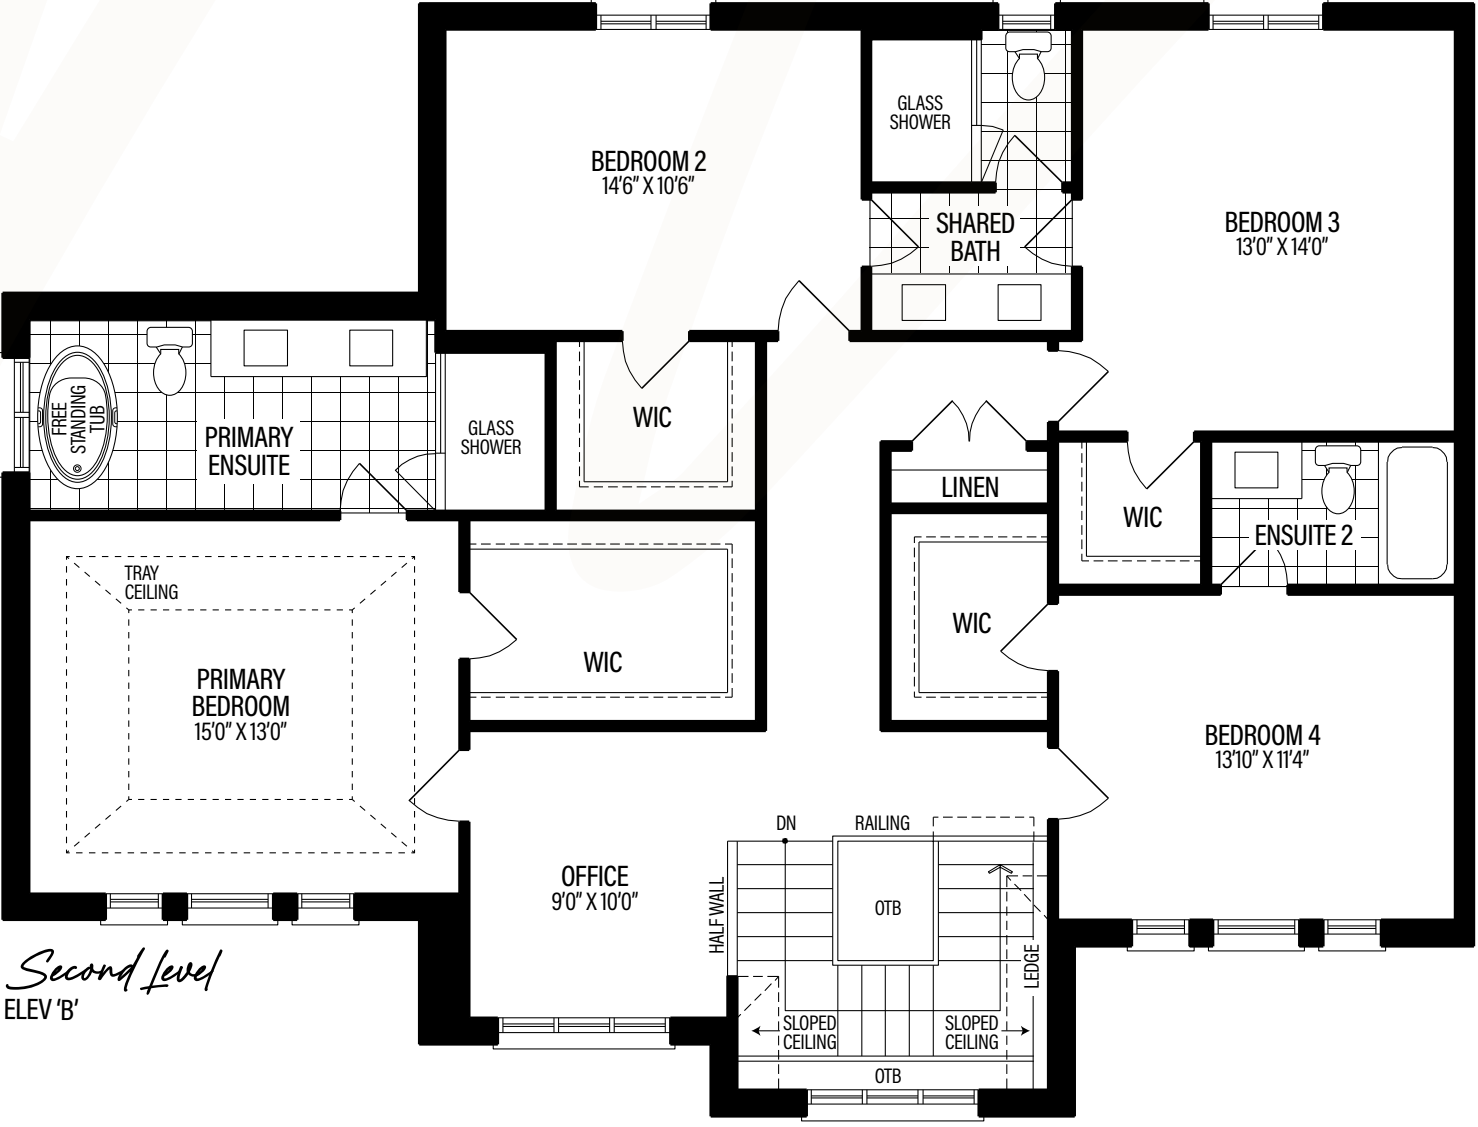 BEDROOM 2
14'6" X 10'6"
GLASS
SHOWER
SHARED
BATH
BEDROOM 3
13'0" X 14'0"
FREE
STANDING
TUB
PRIMARY
ENSUITE
GLASS
SHOWER
WIC
LINEN
WIC
ENSUITE 2
TRAY
CEILING
PRIMARY
BEDROOM
15'0" X 13'0"
WIC
WIC
BEDROOM 4
13'10" X 11'4"
OFFICE
9'0" X 10'0"
DN
RAILING
HALF WALL
OTB
LEDGE
SLOPED
CEILING
SLOPED
CEILING
OTB
Second Level
ELEV 'B'